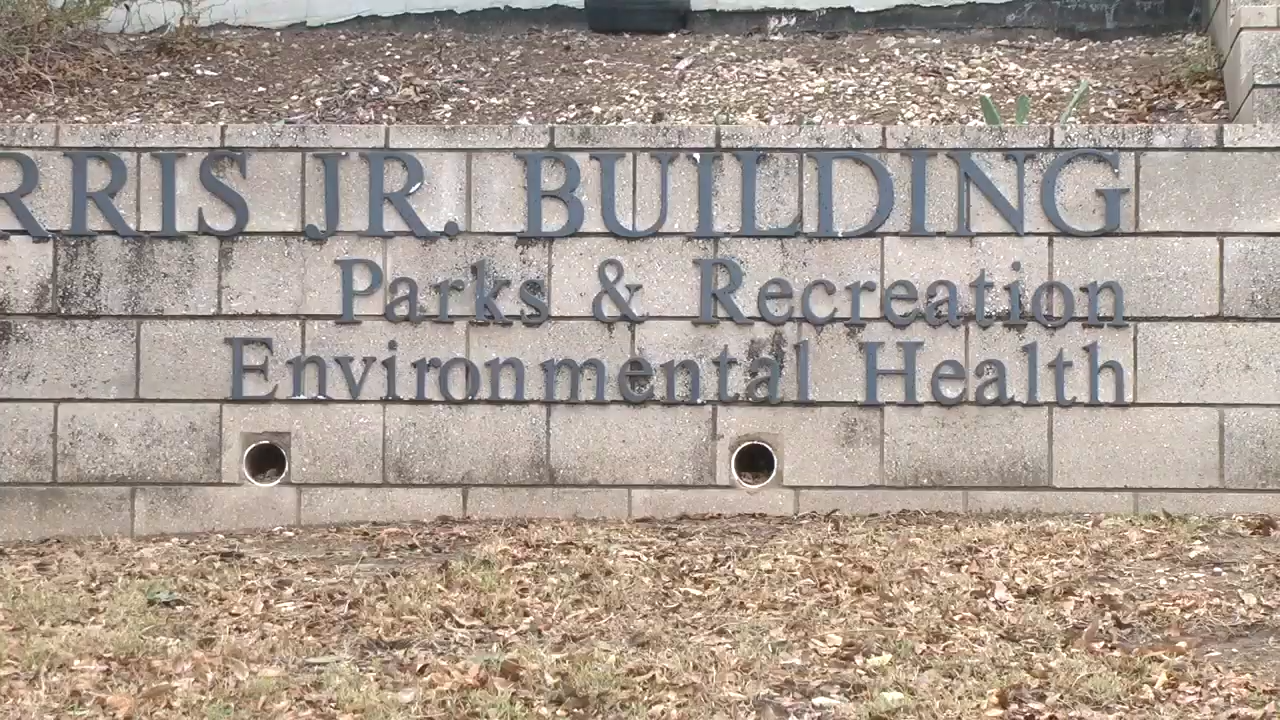 RRIS JR. BUILDING
Parks & Recreation
Environmental Health